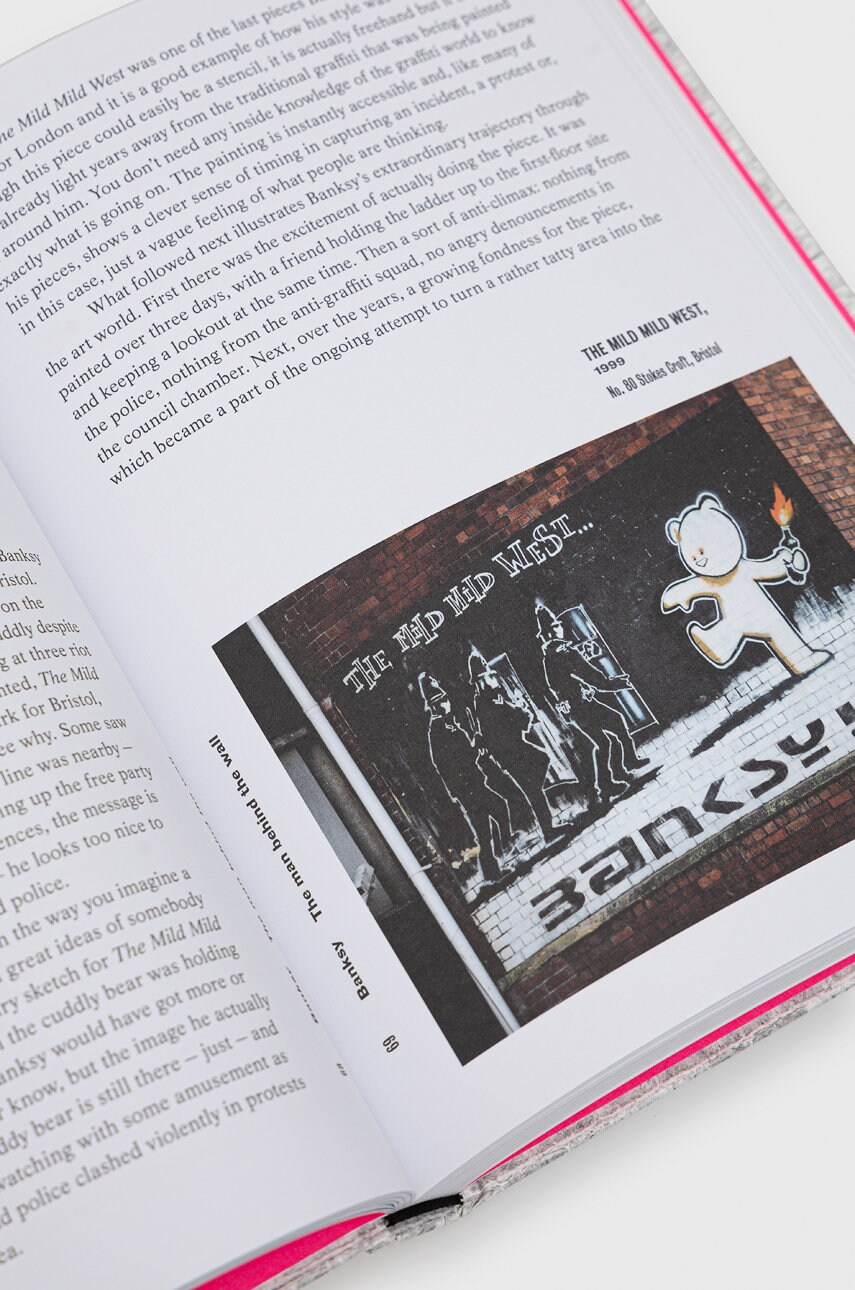 Banksy
ristol.
on the
ddly despite
ng at three riot
nted, The Mild
rk for Bristol,
ee why. Some saw
line was nearby –
ing up the free party
ences, the message is
he looks too nice to
d police.
n the way you imagine a
great ideas of somebody
ry sketch for The Mild Mild
d the cuddly bear was holding
anksy would have got more or
r know, but the image he actually
ddy bear is still there – just – and
watching with some amusement as
d police clashed violently in protests
ea.
he Mild Mild West was one of the last pieces
or London and it is a good example of how his style was
gh this piece could easily be a stencil, it is actually freehand but it
already light years away from the traditional graffiti that was being painted
around him. You don't need any inside knowledge of the graffiti world to know
exactly what is going on. The painting is instantly accessible and, like many of
his pieces, shows a clever sense of timing in capturing an incident, a protest or,
in this case, just a vague feeling of what people are thinking.
What followed next illustrates Banksy's extraordinary trajectory through
the art world. First there was the excitement of actually doing the piece. It was
painted over three days, with a friend holding the ladder up to the first-floor site
and keeping a lookout at the same time. Then a sort of anti-climax: nothing from
the police, nothing from the anti-graffiti squad, no angry denouncements in
the council chamber. Next, over the years, a growing fondness for the piece,
which became a part of the ongoing attempt to turn a rather tatty area into the
THE MILD MILD WEST,
1999
No. 80 Stokes Croft, Bristol
THE MILD MILD WEST...
BANKSY!
69 Banksy The man behind the wall